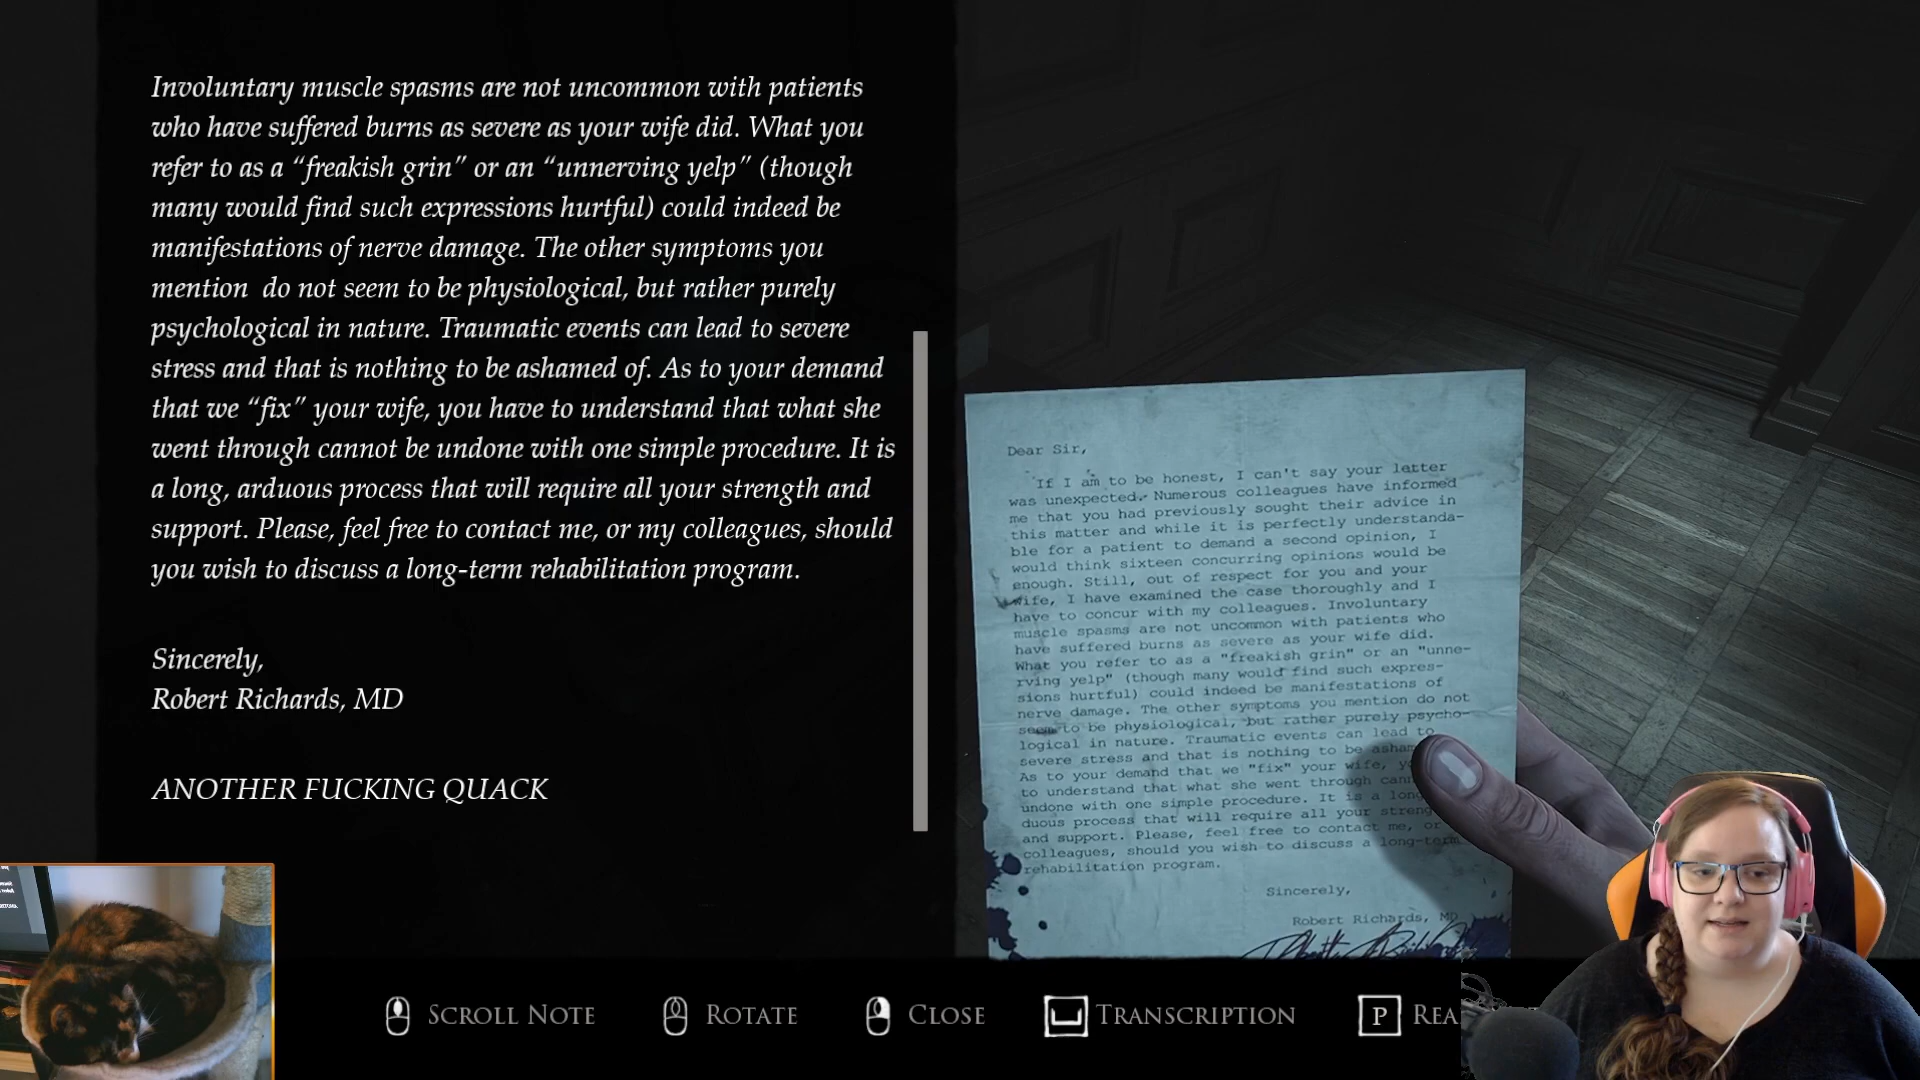 Involuntary muscle spasms are not uncommon with patients
who have suffered burns as severe as your wife did. What you
refer to as a “freakish grin” or an “unnerving yelp” (though
many would find such expressions hurtful) could indeed be
manifestations of nerve damage. The other symptoms you
mention  do not seem to be physiological, but rather purely
psychological in nature. Traumatic events can lead to severe
stress and that is nothing to be ashamed of. As to your demand
that we “fix” your wife, you have to understand that what she
went through cannot be undone with one simple procedure. It is
a long, arduous process that will require all your strength and
support. Please, feel free to contact me, or my colleagues, should
you wish to discuss a long-term rehabilitation program.
Sincerely,
Robert Richards, MD
ANOTHER FUCKING QUACK
Dear Sir,
If I am to be honest, I can't say your letter
was unexpected. Numerous colleagues have informed
me that you had previously sought their advice in
this matter and while it is perfectly understanda-
ble for a patient to demand a second opinion, I
would think sixteen concurring opinions would be
enough. Still, out of respect for you and your
wife, I have examined the case thoroughly and I
have to concur with my colleagues. Involuntary
muscle spasms are not uncommon with patients who
have suffered burns as severe as your wife did.
What you refer to as a "freakish grin" or an "unne-
rving yelp" (though many would find such expres-
sions hurtful) could indeed be manifestations of
nerve damage. The other symptoms you mention do not
seem to be physiological, but rather purely psycho-
logical in nature. Traumatic events can lead to
severe stress and that is nothing to be asham
As to your demand that we "fix" your wife, y
to understand that what she went through cann
undone with one simple procedure. It is a long
duous process that will require all your streng
and support. Please, feel free to contact me, or
colleagues, should you wish to discuss a long-term
rehabilitation program.
Sincerely,
Robert Richards, MD
SCROLL NOTE
ROTATE
CLOSE
TRANSCRIPTION
P
REA